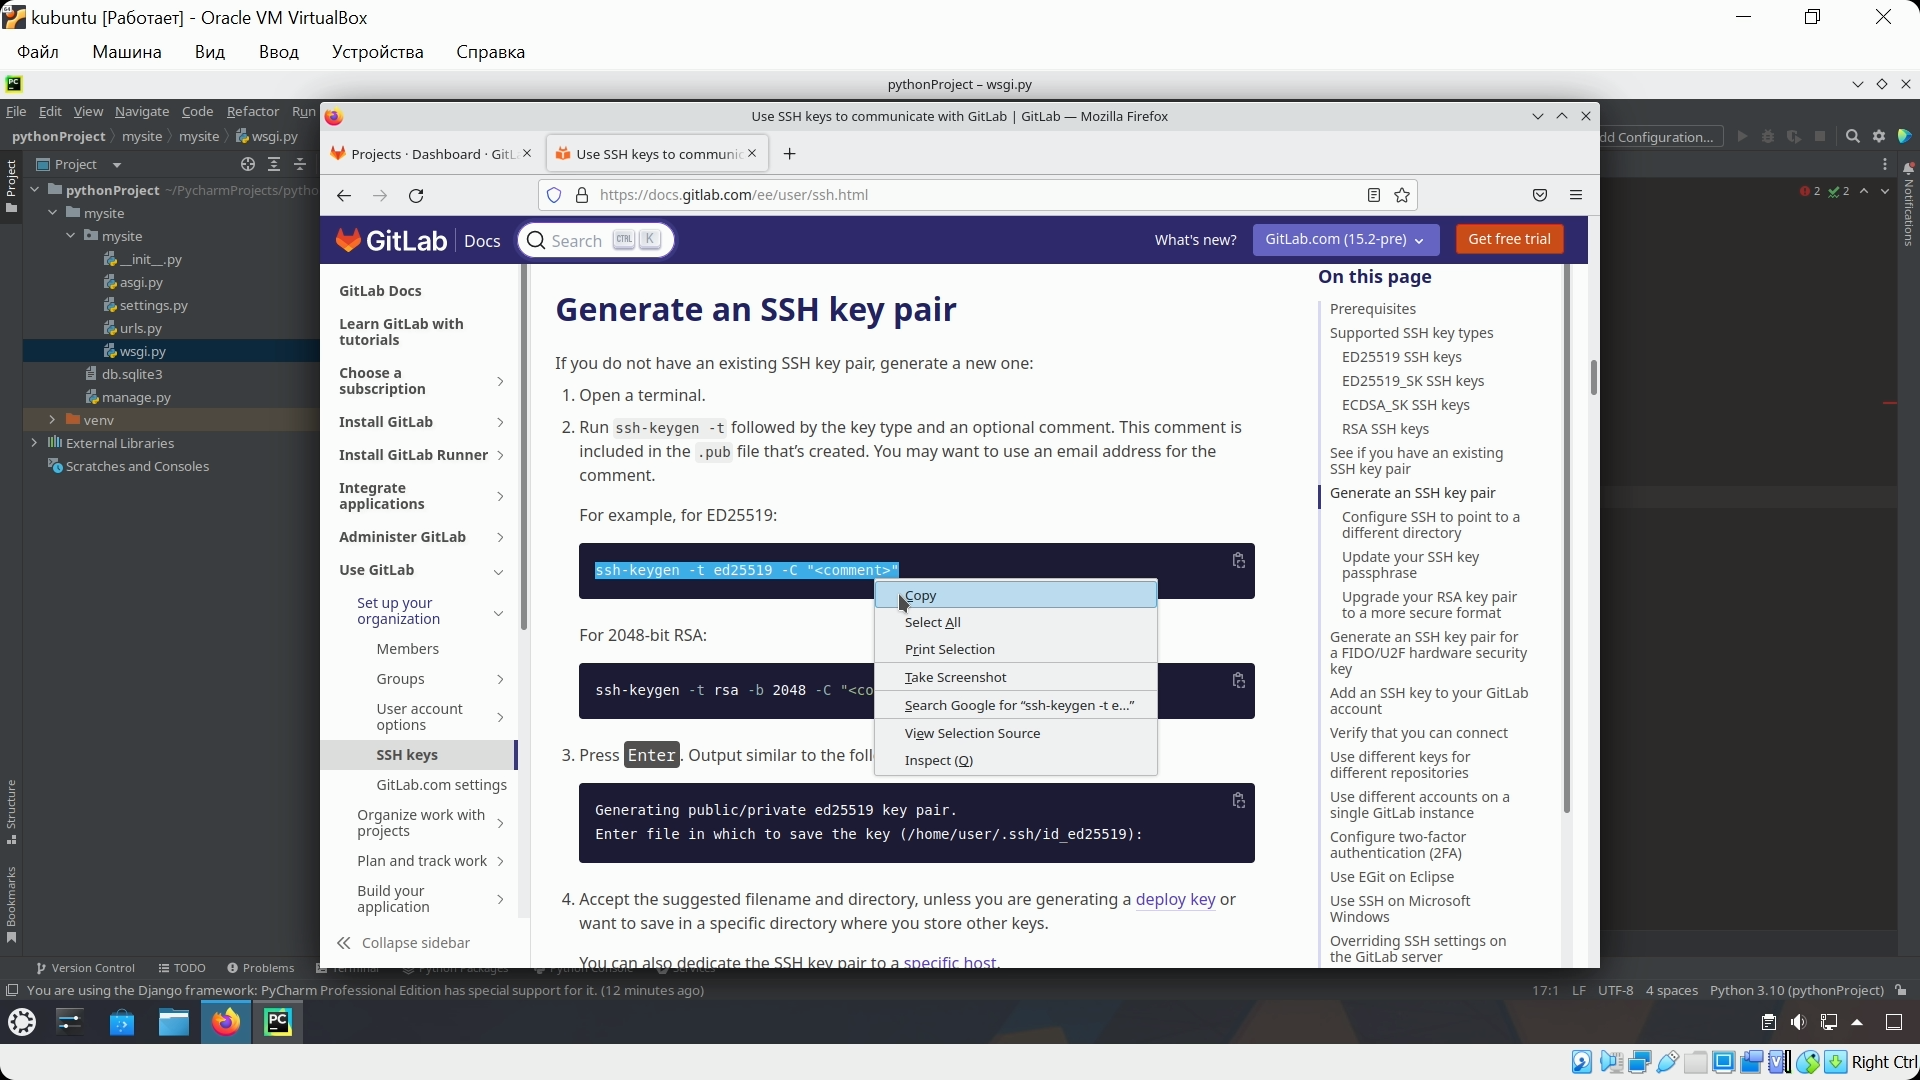 kubuntu [Работает] - Oracle VM VirtualBox
Файл Машина Вид Ввод Устройства Справка
pythonProject – wsgi.py
File Edit View Navigate Code Refactor Run
pythonProject mysite mysite wsgi.py
dd Configuration...
Project
Project
pythonProject ~/PycharmProjects/pytho
mysite
mysite
__init__.py
asgi.py
settings.py
urls.py
wsgi.py
db.sqlite3
manage.py
venv
External Libraries
Scratches and Consoles
Structure
Bookmarks
2 2
Notifications
Use SSH keys to communicate with GitLab | GitLab — Mozilla Firefox
Projects · Dashboard · GitL
Use SSH keys to communic
https://docs.gitlab.com/ee/user/ssh.html
GitLab Docs
Search CTRL K
What's new?
GitLab.com (15.2-pre)
Get free trial
GitLab Docs
Learn GitLab with
tutorials
Choose a
subscription
Install GitLab
Install GitLab Runner
Integrate
applications
Administer GitLab
Use GitLab
Set up your
organization
Members
Groups
User account
options
SSH keys
GitLab.com settings
Organize work with
projects
Plan and track work
Build your
application
Collapse sidebar
Generate an SSH key pair
If you do not have an existing SSH key pair, generate a new one:
1. Open a terminal.
2. Run ssh-keygen -t followed by the key type and an optional comment. This comment is
included in the .pub file that's created. You may want to use an email address for the
comment.
For example, for ED25519:
ssh-keygen -t ed25519 -C "<comment>"
Copy
Select All
Print Selection
Take Screenshot
Search Google for “ssh-keygen -t e...”
View Selection Source
Inspect (Q)
For 2048-bit RSA:
ssh-keygen -t rsa -b 2048 -C "<co
3. Press Enter. Output similar to the foll
Generating public/private ed25519 key pair.
Enter file in which to save the key (/home/user/.ssh/id_ed25519):
4. Accept the suggested filename and directory, unless you are generating a deploy key or
want to save in a specific directory where you store other keys.
You can also dedicate the SSH key pair to a specific host.
On this page
Prerequisites
Supported SSH key types
ED25519 SSH keys
ED25519_SK SSH keys
ECDSA_SK SSH keys
RSA SSH keys
See if you have an existing
SSH key pair
Generate an SSH key pair
Configure SSH to point to a
different directory
Update your SSH key
passphrase
Upgrade your RSA key pair
to a more secure format
Generate an SSH key pair for
a FIDO/U2F hardware security
key
Add an SSH key to your GitLab
account
Verify that you can connect
Use different keys for
different repositories
Use different accounts on a
single GitLab instance
Configure two-factor
authentication (2FA)
Use EGit on Eclipse
Use SSH on Microsoft
Windows
Overriding SSH settings on
the GitLab server
Version Control TODO Problems Terminal Python Packages Python Console Services
You are using the Django framework: PyCharm Professional Edition has special support for it. (12 minutes ago)
17:1 LF UTF-8 4 spaces Python 3.10 (pythonProject)
PC
Right Ctrl